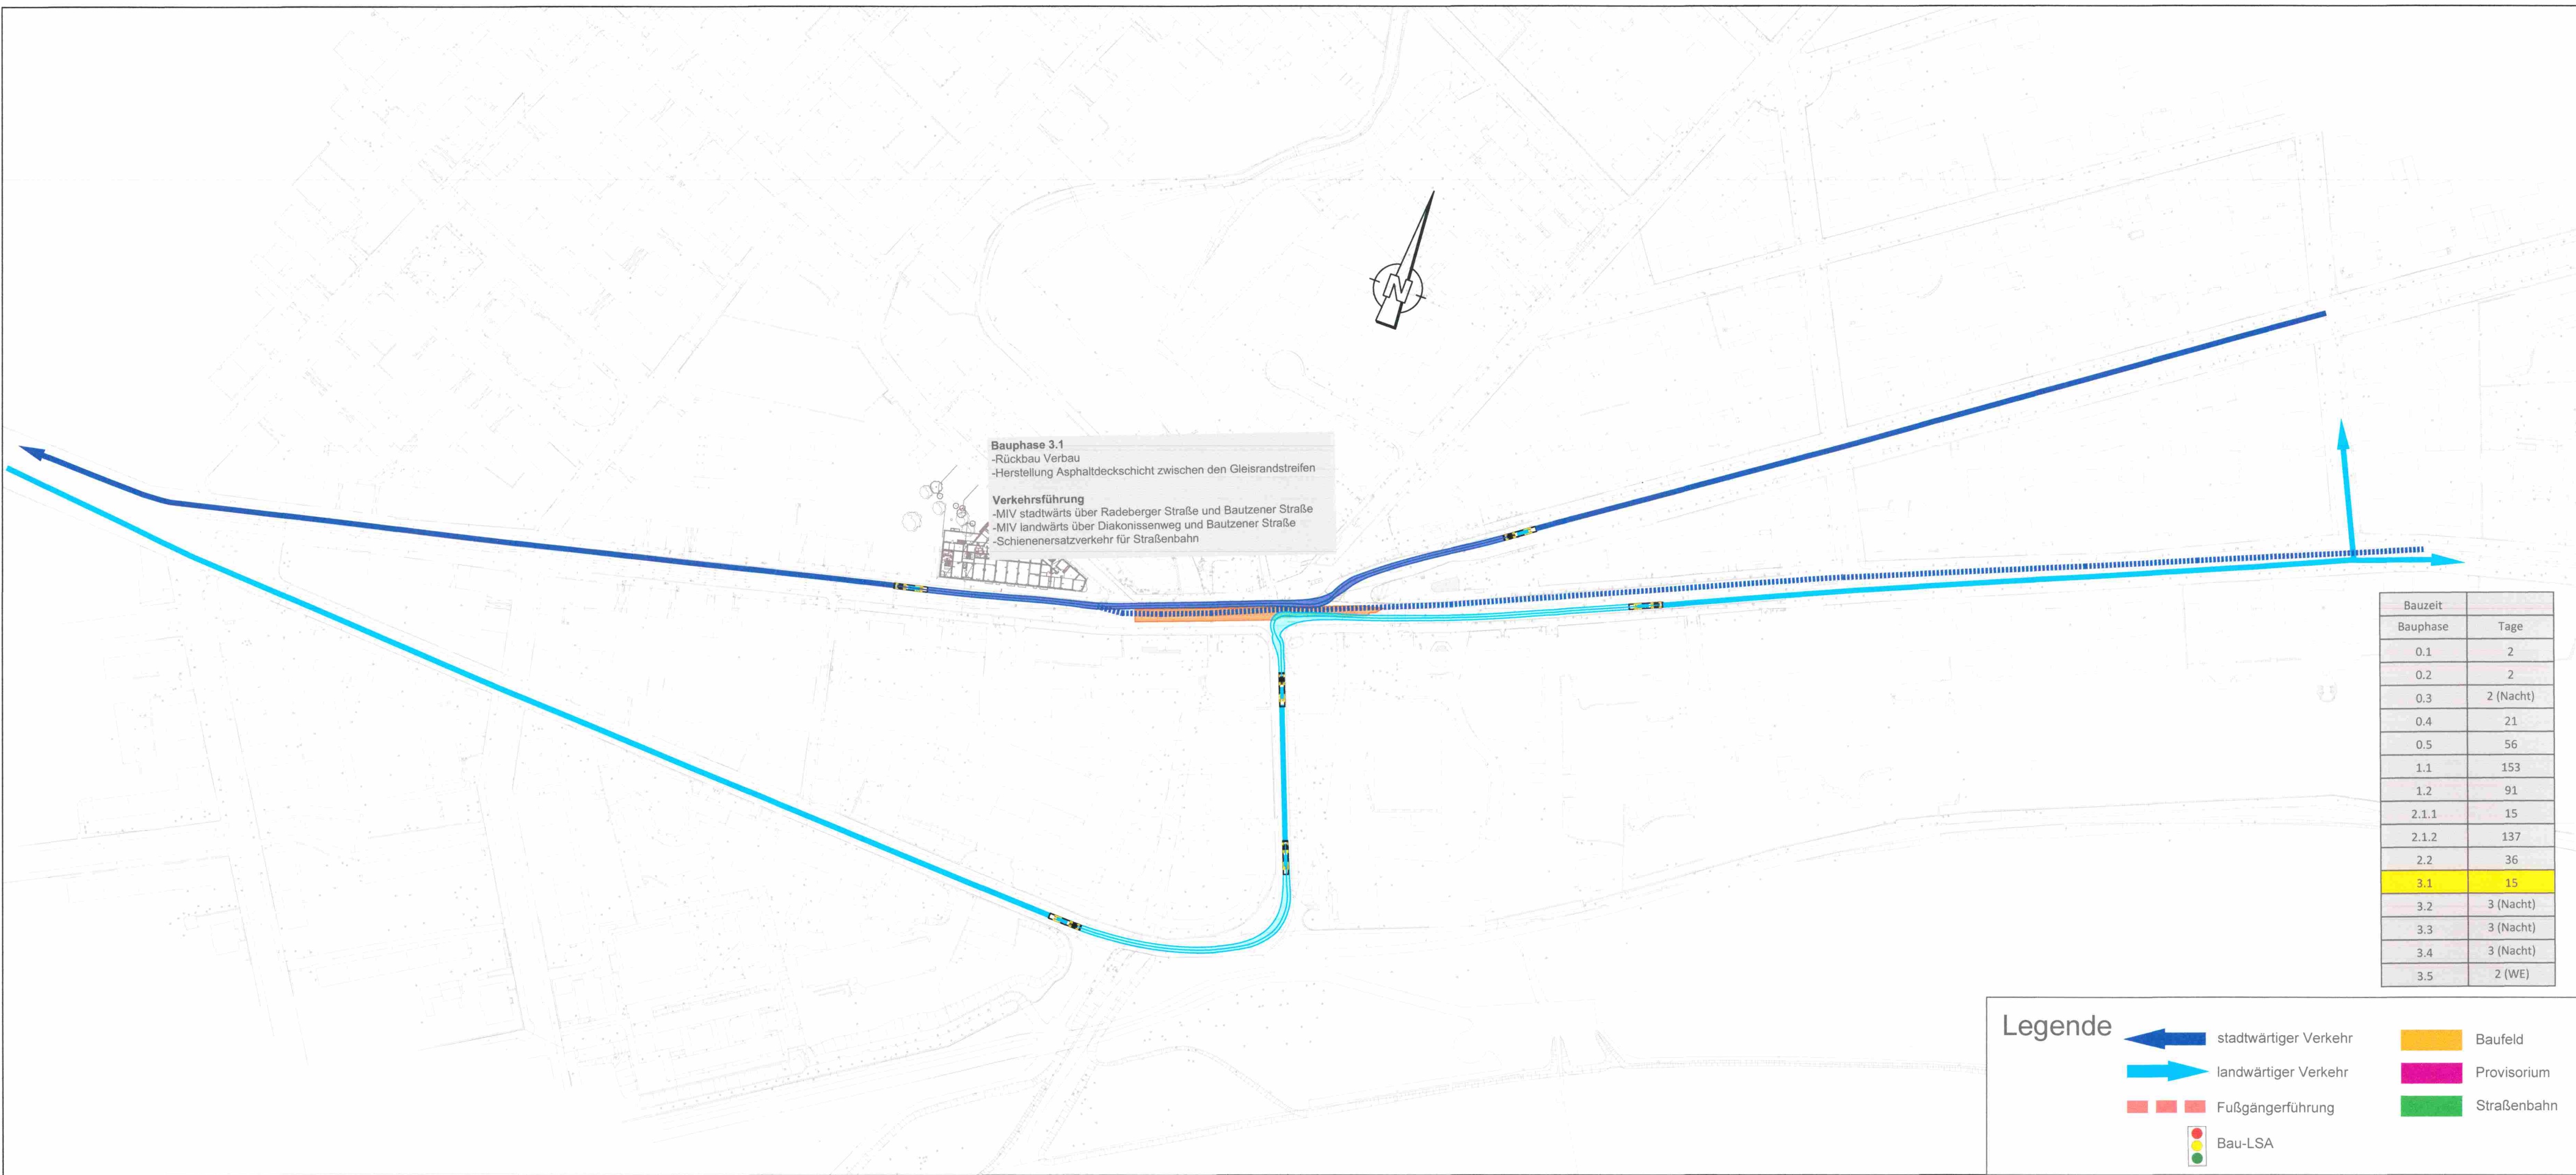 Bauphase 3.1
-Rückbau Verbau
-Herstellung Asphaltdeckschicht zwischen den Gleisrandstreifen
Verkehrsführung
-MIV stadtwärts über Radeberger Straße und Bautzener Straße
-MIV landwärts über Diakonissenweg und Bautzener Straße
-Schienenersatzverkehr für Straßenbahn
N
Bauzeit
Bauphase Tage
0.1 2
0.2 2
0.3 2 (Nacht)
0.4 21
0.5 56
1.1 153
1.2 91
2.1.1 15
2.1.2 137
2.2 36
3.1 15
3.2 3 (Nacht)
3.3 3 (Nacht)
3.4 3 (Nacht)
3.5 2 (WE)
Legende
stadtwärtiger Verkehr Baufeld
landwärtiger Verkehr Provisorium
Fußgängerführung Straßenbahn
Bau-LSA